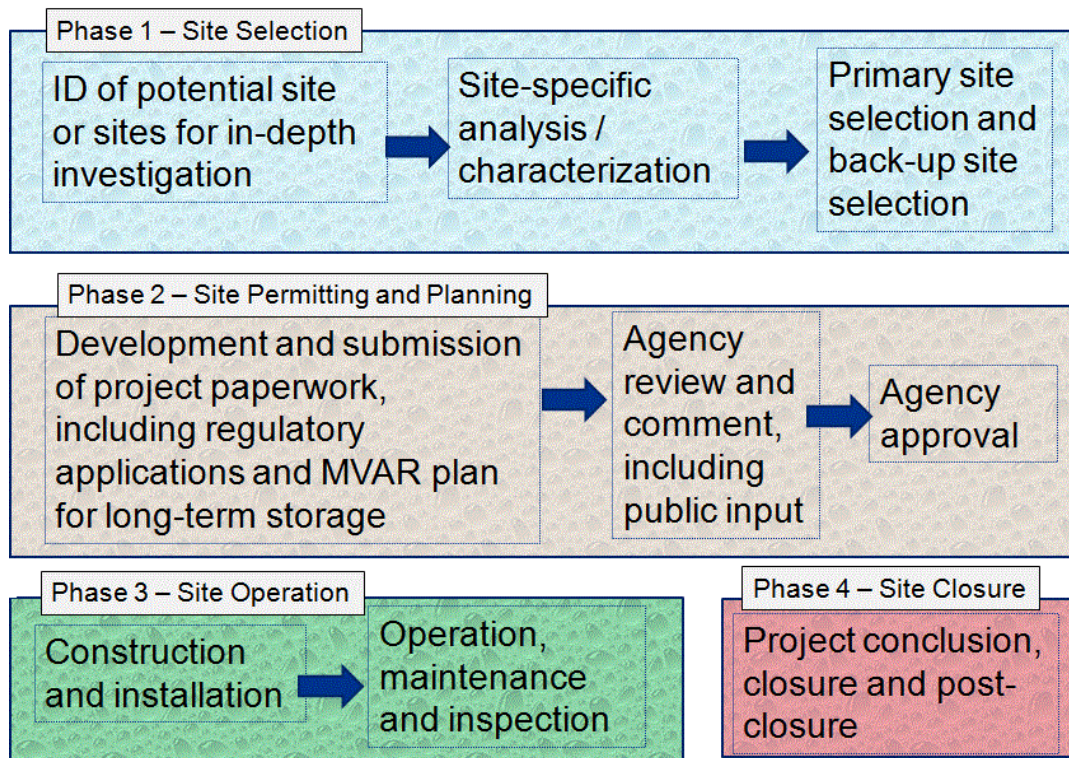 Phase 1 – Site Selection
ID of potential site
or sites for in-depth
investigation
Site-specific
analysis /
characterization
Primary site
selection and
back-up site
selection
Phase 2 – Site Permitting and Planning
Development and submission
of project paperwork,
including regulatory
applications and MVAR plan
for long-term storage
Agency
review and
comment,
including
public input
Agency
approval
Phase 3 – Site Operation
Construction
and installation
Operation,
maintenance
and inspection
Phase 4 – Site Closure
Project conclusion,
closure and post-
closure